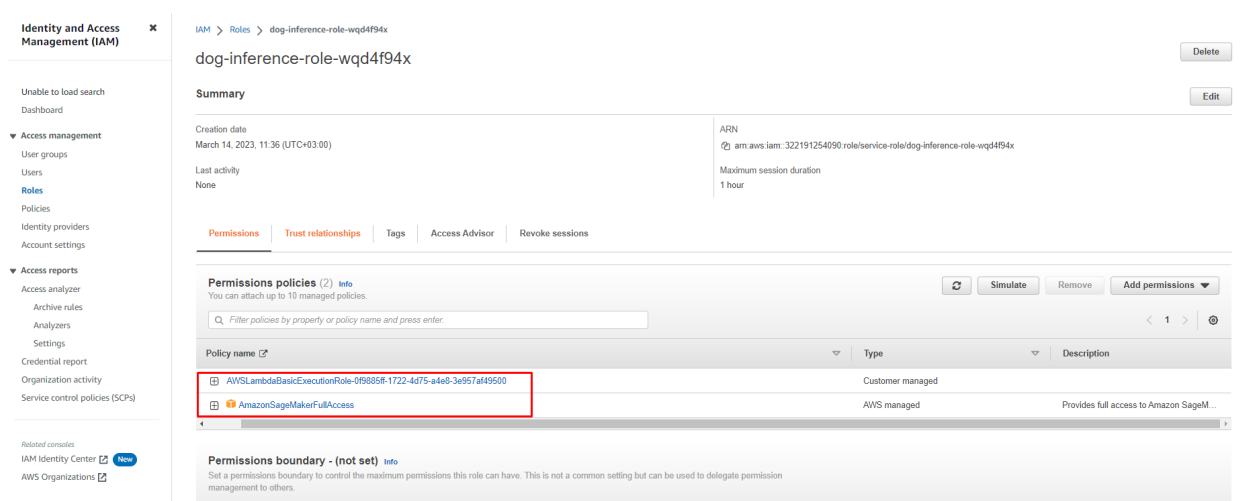 Identity and Access
Management (IAM)
Unable to load search
Dashboard
Access management
User groups
Users
Roles
Policies
Identity providers
Account settings
Access reports
Access analyzer
Archive rules
Analyzers
Settings
Credential report
Organization activity
Service control policies (SCPs)
Related consoles
IAM Identity Center New
AWS Organizations
IAM > Roles > dog-inference-role-wqd4f94x
dog-inference-role-wqd4f94x
Delete
Summary
Edit
Creation date
March 14, 2023, 11:36 (UTC+03:00)
ARN
arn:aws:iam::322191254090:role/service-role/dog-inference-role-wqd4f94x
Last activity
None
Maximum session duration
1 hour
Permissions Trust relationships Tags Access Advisor Revoke sessions
Permissions policies (2) Info
You can attach up to 10 managed policies.
Simulate Remove Add permissions
Filter policies by property or policy name and press enter.
< 1 >
Policy name Type Description
AWSLambdaBasicExecutionRole-0f9885ff-1722-4d75-a4e8-3e957af49500 Customer managed
AmazonSageMakerFullAccess AWS managed Provides full access to Amazon SageM...
Permissions boundary - (not set) Info
Set a permissions boundary to control the maximum permissions this role can have. This is not a common setting but can be used to delegate permission
management to others.